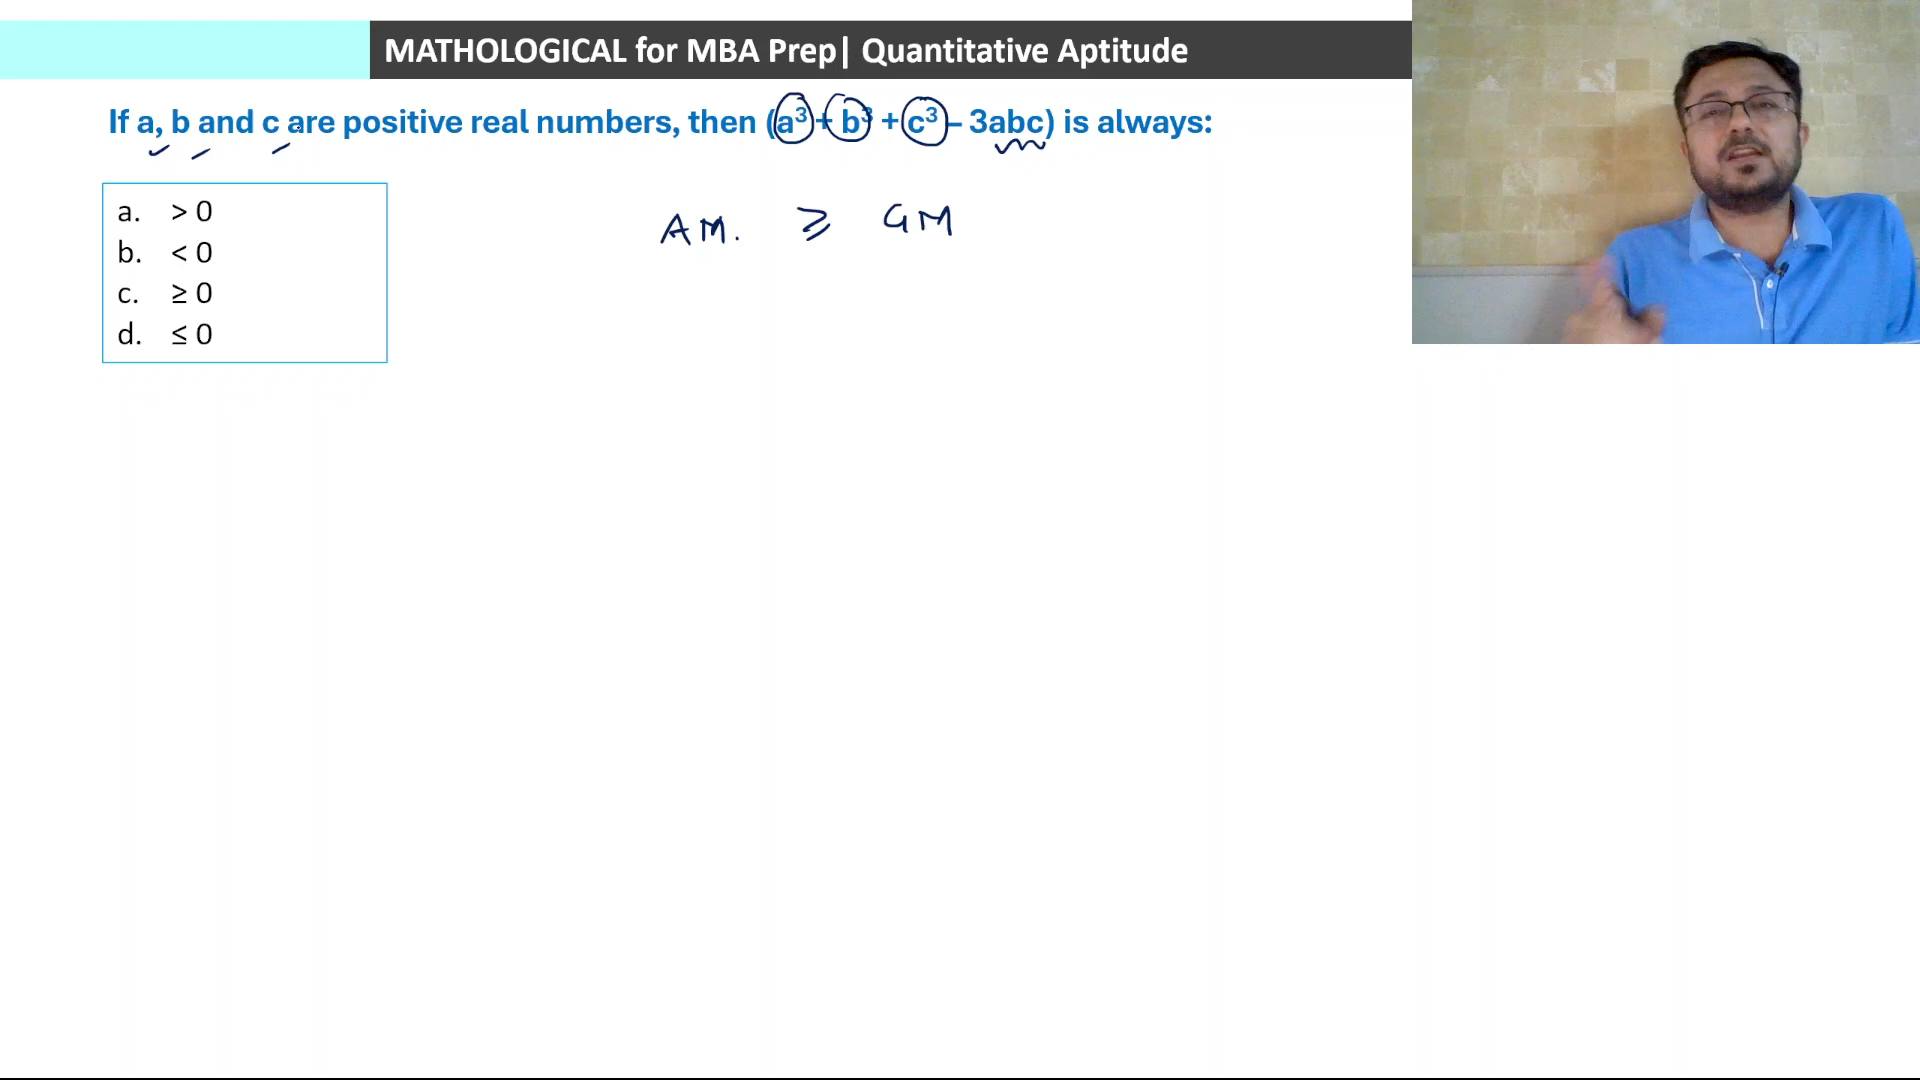 MATHOLOGICAL for MBA Prep| Quantitative Aptitude
If a, b and c are positive real numbers, then (a³ + b³ + c³ – 3abc) is always:
a. > 0
b. < 0
c. ≥ 0
d. ≤ 0
AM. ≥ GM